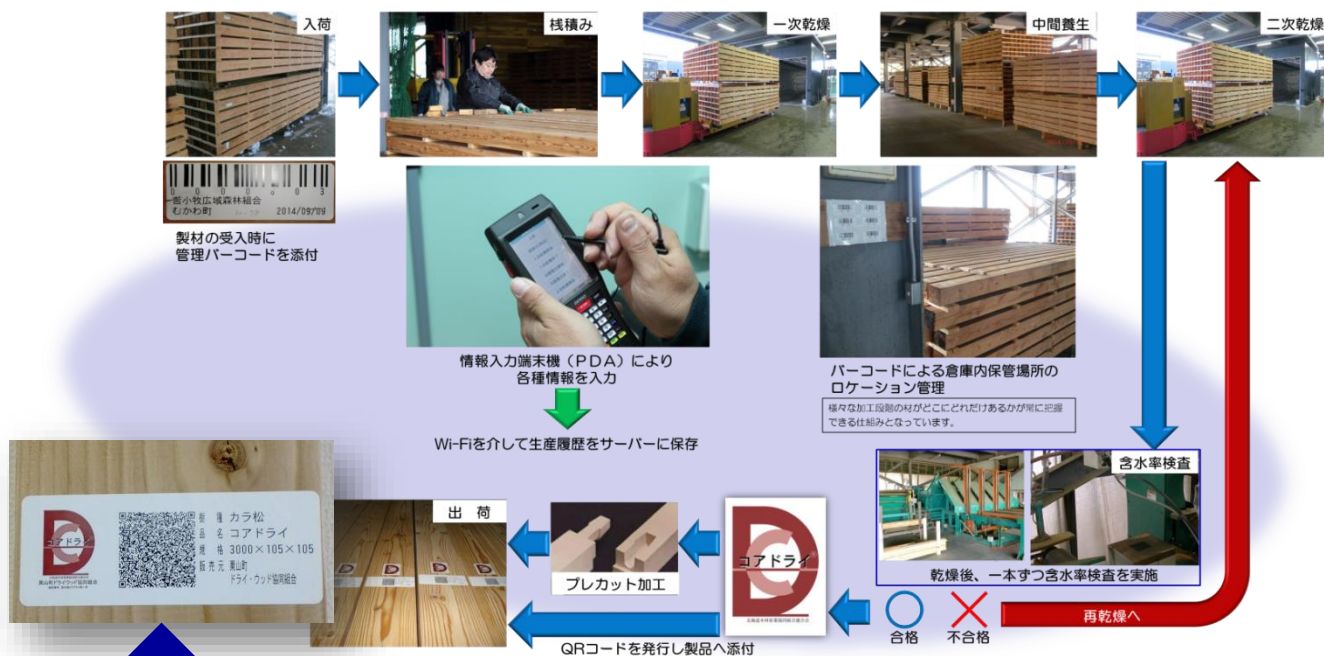 入荷
桟積み
一次乾燥
中間養生
二次乾燥
苫小牧広域森林組合
むかわ町
2014/09/09
製材の受入時に
管理バーコードを添付
情報入力端末機（ＰＤＡ）により
各種情報を入力
バーコードによる倉庫内保管場所の
ロケーション管理
様々な加工段階の材がどこにどれだけあるかが常に把握
できる仕組みとなっています。
Wi-Fiを介して生産履歴をサーバーに保存
含水率検査
乾燥後、一本ずつ含水率検査を実施
コアドライ
樹 種 カラ松
品 名 コアドライ
規 格 3000×105×105
販売元 栗山町
ドライ・ウッド協同組合
出 荷
プレカット加工
コアドライ
合格
不合格
再乾燥へ
QRコードを発行し製品へ添付